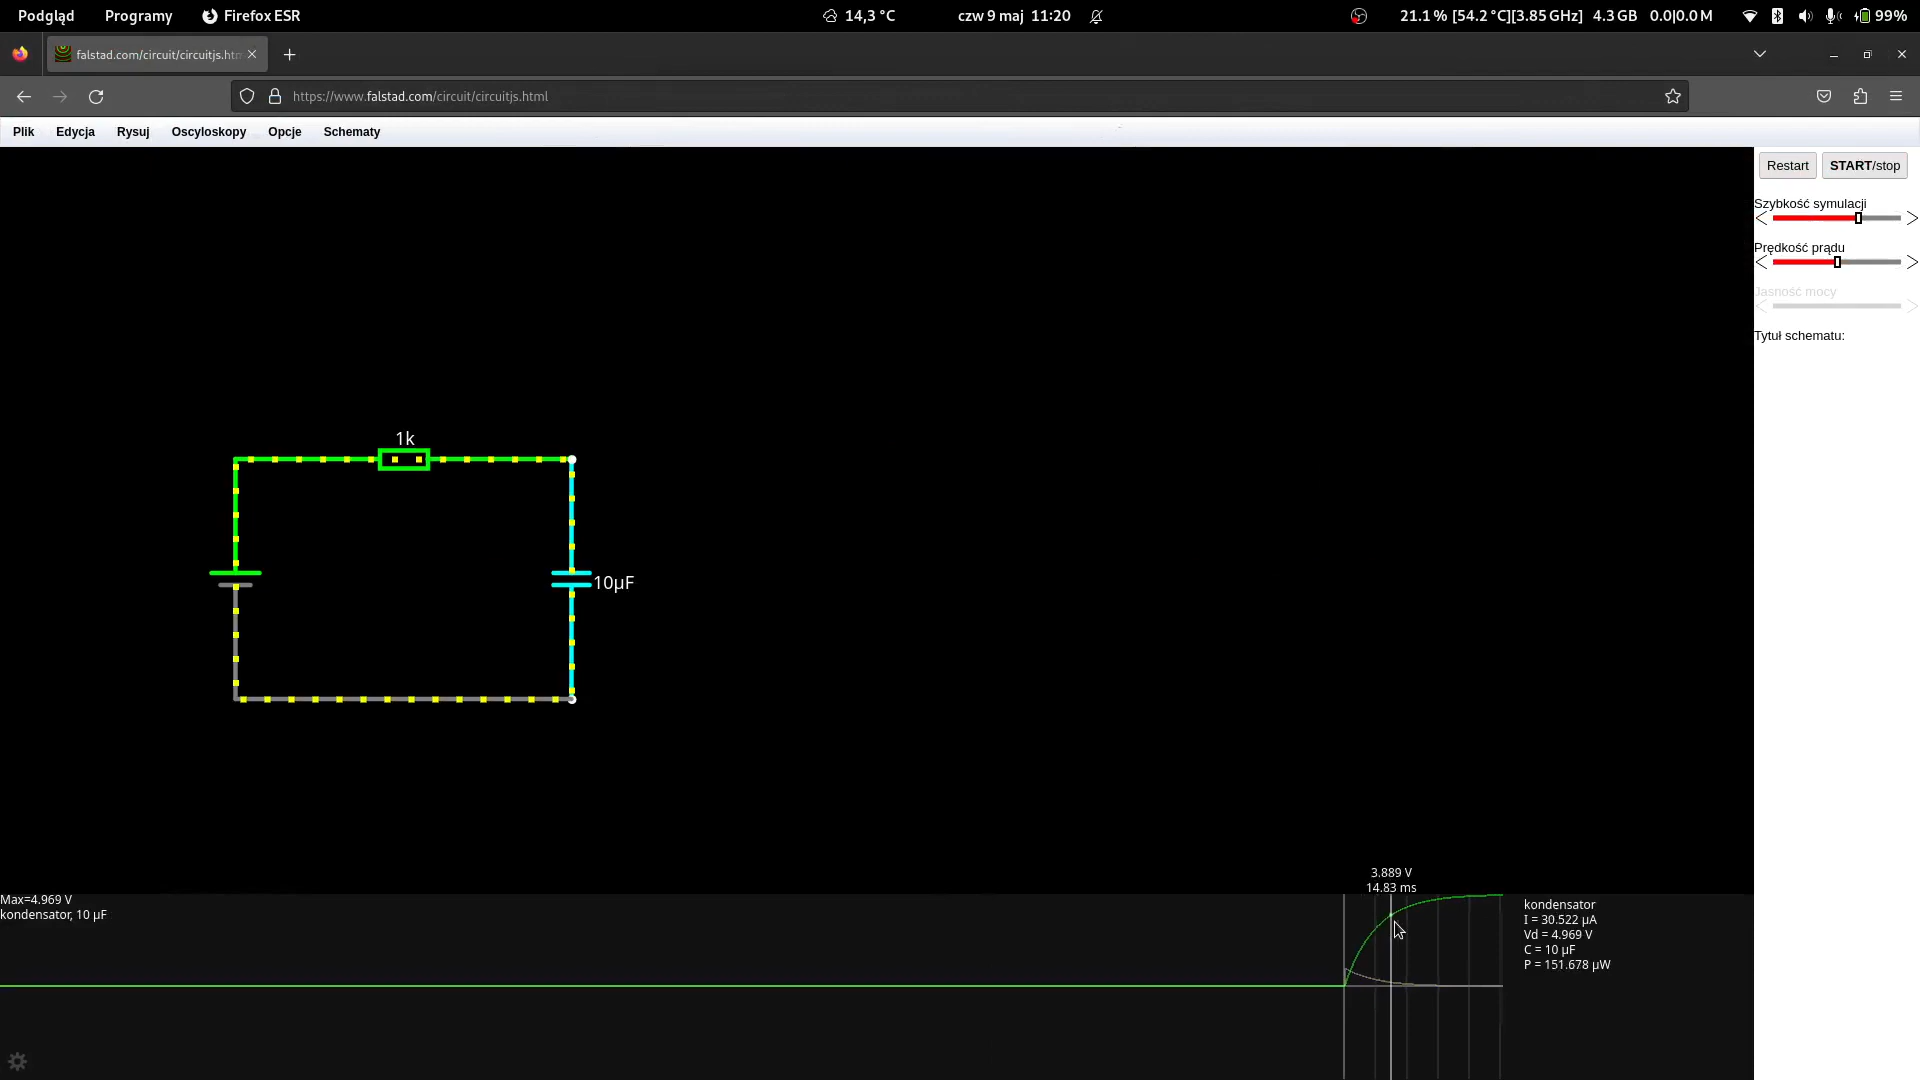 Podgląd Programy Firefox ESR 14,3 °C czw 9 maj 11:20 21.1 % [54.2 °C][3.85 GHz] 4.3 GB 0.0|0.0 M 99%
falstad.com/circuit/circuitjs.htm
https://www.falstad.com/circuit/circuitjs.html
Plik Edycja Rysuj Oscyloskopy Opcje Schematy
Restart START/stop
Szybkość symulacji
Prędkość prądu
Jasność mocy
Tytuł schematu:
1k
10µF
3.889 V
14.83 ms
Max=4.969 V
kondensator, 10 µF
kondensator
I = 30.522 µA
Vd = 4.969 V
C = 10 µF
P = 151.678 µW